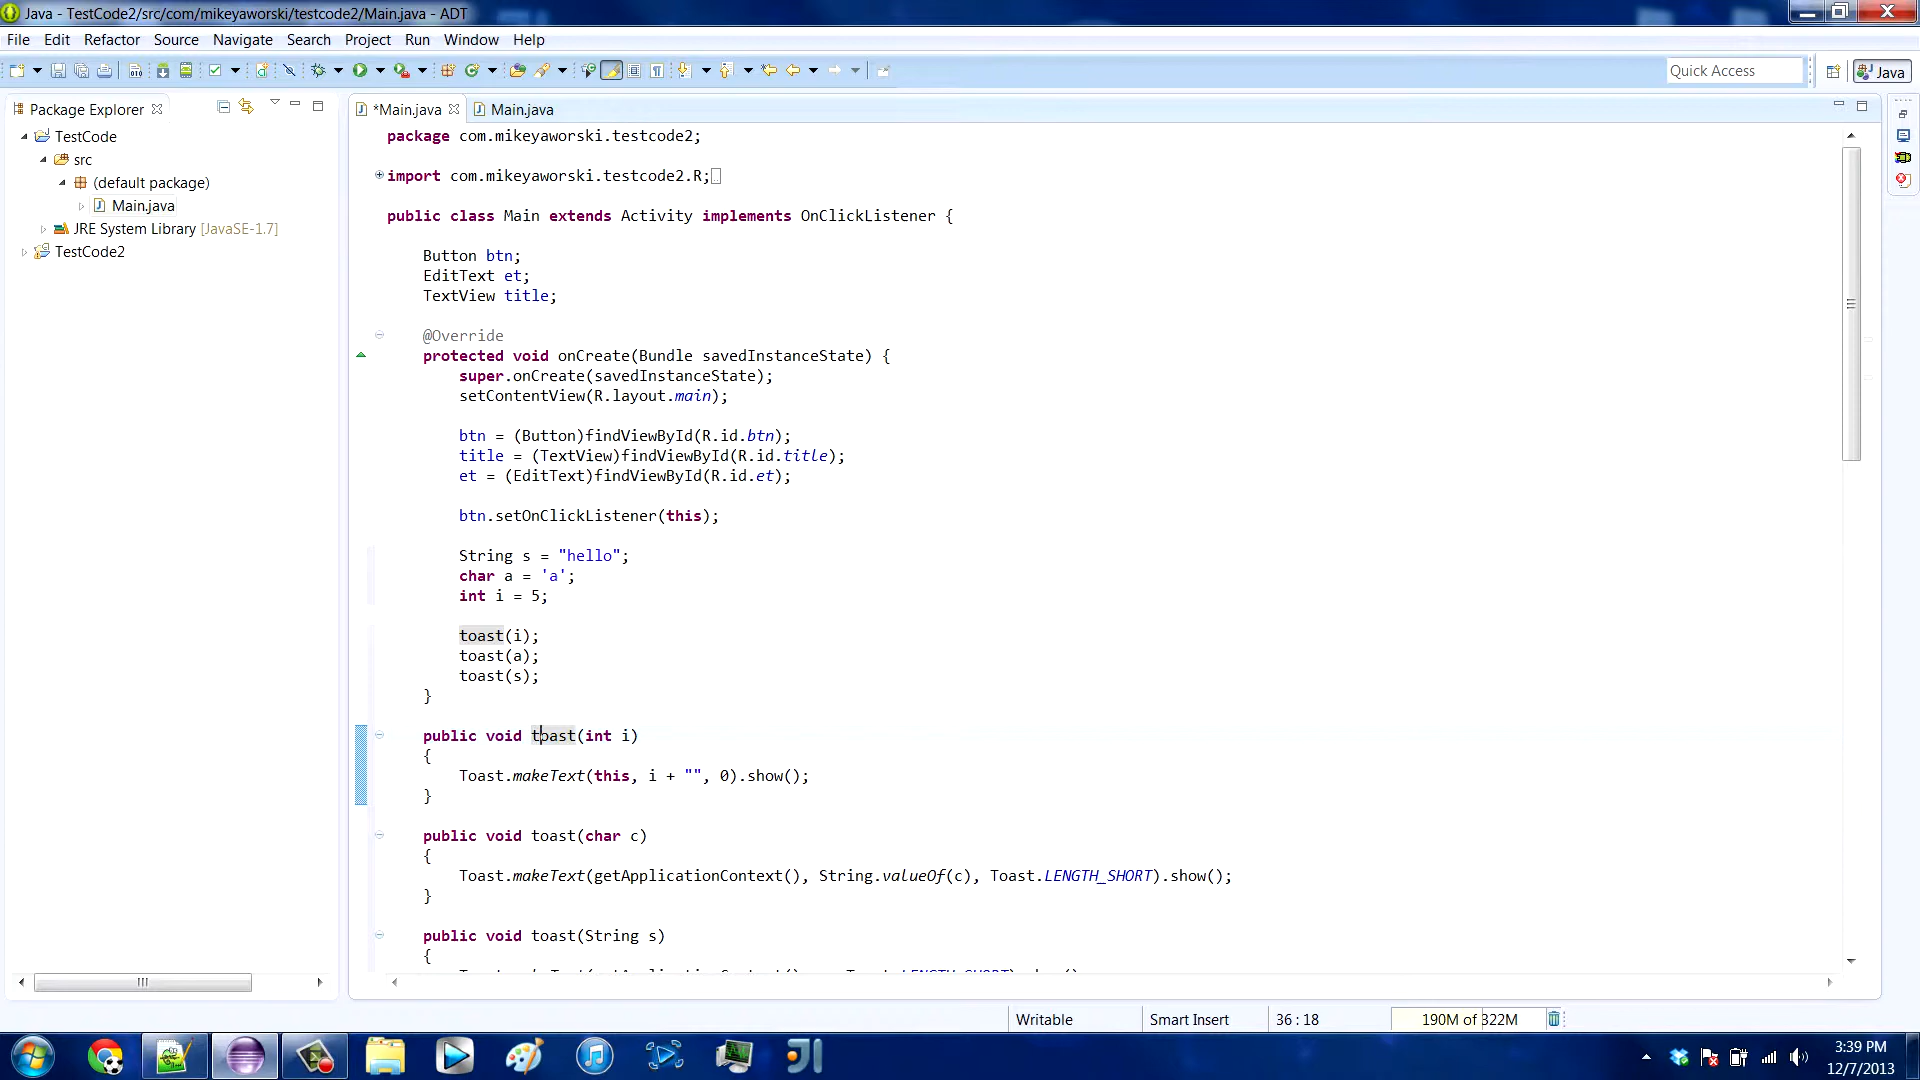 Java - TestCode2/src/com/mikeyaworski/testcode2/Main.java - ADT
File Edit Refactor Source Navigate Search Project Run Window Help
Quick Access
Java
Package Explorer
TestCode
src
(default package)
Main.java
JRE System Library [JavaSE-1.7]
TestCode2
*Main.java
Main.java
package com.mikeyaworski.testcode2;
import com.mikeyaworski.testcode2.R;
public class Main extends Activity implements OnClickListener {
Button btn;
EditText et;
TextView title;
@Override
protected void onCreate(Bundle savedInstanceState) {
super.onCreate(savedInstanceState);
setContentView(R.layout.main);
btn = (Button)findViewById(R.id.btn);
title = (TextView)findViewById(R.id.title);
et = (EditText)findViewById(R.id.et);
btn.setOnClickListener(this);
String s = "hello";
char a = 'a';
int i = 5;
toast(i);
toast(a);
toast(s);
}
public void toast(int i)
{
Toast.makeText(this, i + "", 0).show();
}
public void toast(char c)
{
Toast.makeText(getApplicationContext(), String.valueOf(c), Toast.LENGTH_SHORT).show();
}
public void toast(String s)
{
Writable
Smart Insert
36 : 18
190M of 322M
3:39 PM
12/7/2013